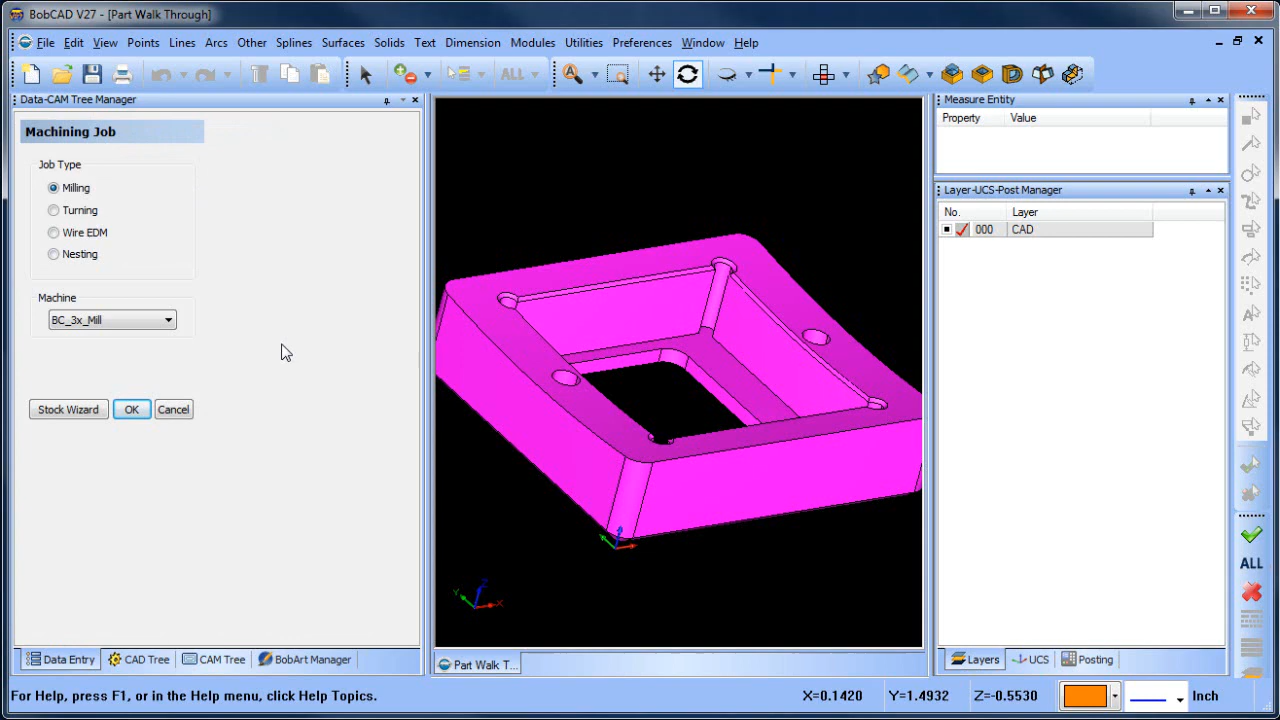 BobCAD V27 - [Part Walk Through]
File Edit View Points Lines Arcs Other Splines Surfaces Solids Text Dimension Modules Utilities Preferences Window Help
ALL
Data-CAM Tree Manager
Machining Job
Job Type
Milling
Turning
Wire EDM
Nesting
Machine
BC_3x_Mill
Stock Wizard OK Cancel
Data Entry CAD Tree CAM Tree BobArt Manager
Z
Y
X
Part Walk T...
Measure Entity
Property Value
Layer-UCS-Post Manager
No. Layer
000 CAD
Layers UCS Posting
ALL
For Help, press F1, or in the Help menu, click Help Topics.
X=0.1420 Y=1.4932 Z=-0.5530 Inch